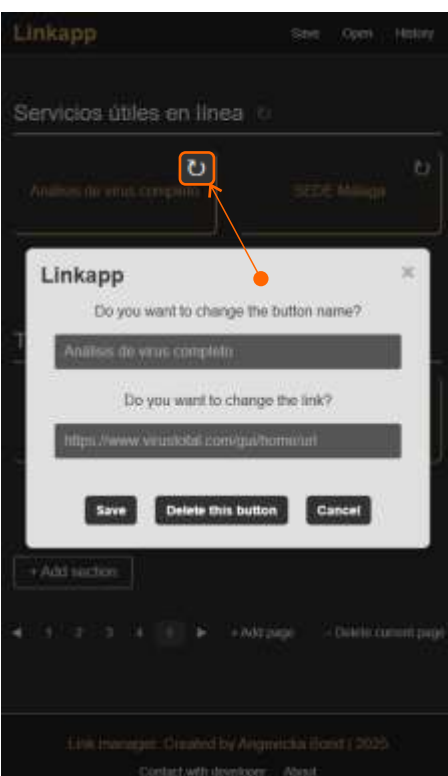 Linkapp
Save Open History
Servicios útiles en línea
Análisis de virus completo
SEDE Málaga
Linkapp
×
Do you want to change the button name?
Análisis de virus completo
Do you want to change the link?
https://www.virustotal.com/gui/home/url
Save Delete this button Cancel
T
+ Add section
◄ 1 2 3 4 5 ► + Add page - Delete current page
Link manager. Created by | 2025
Contact with developer About